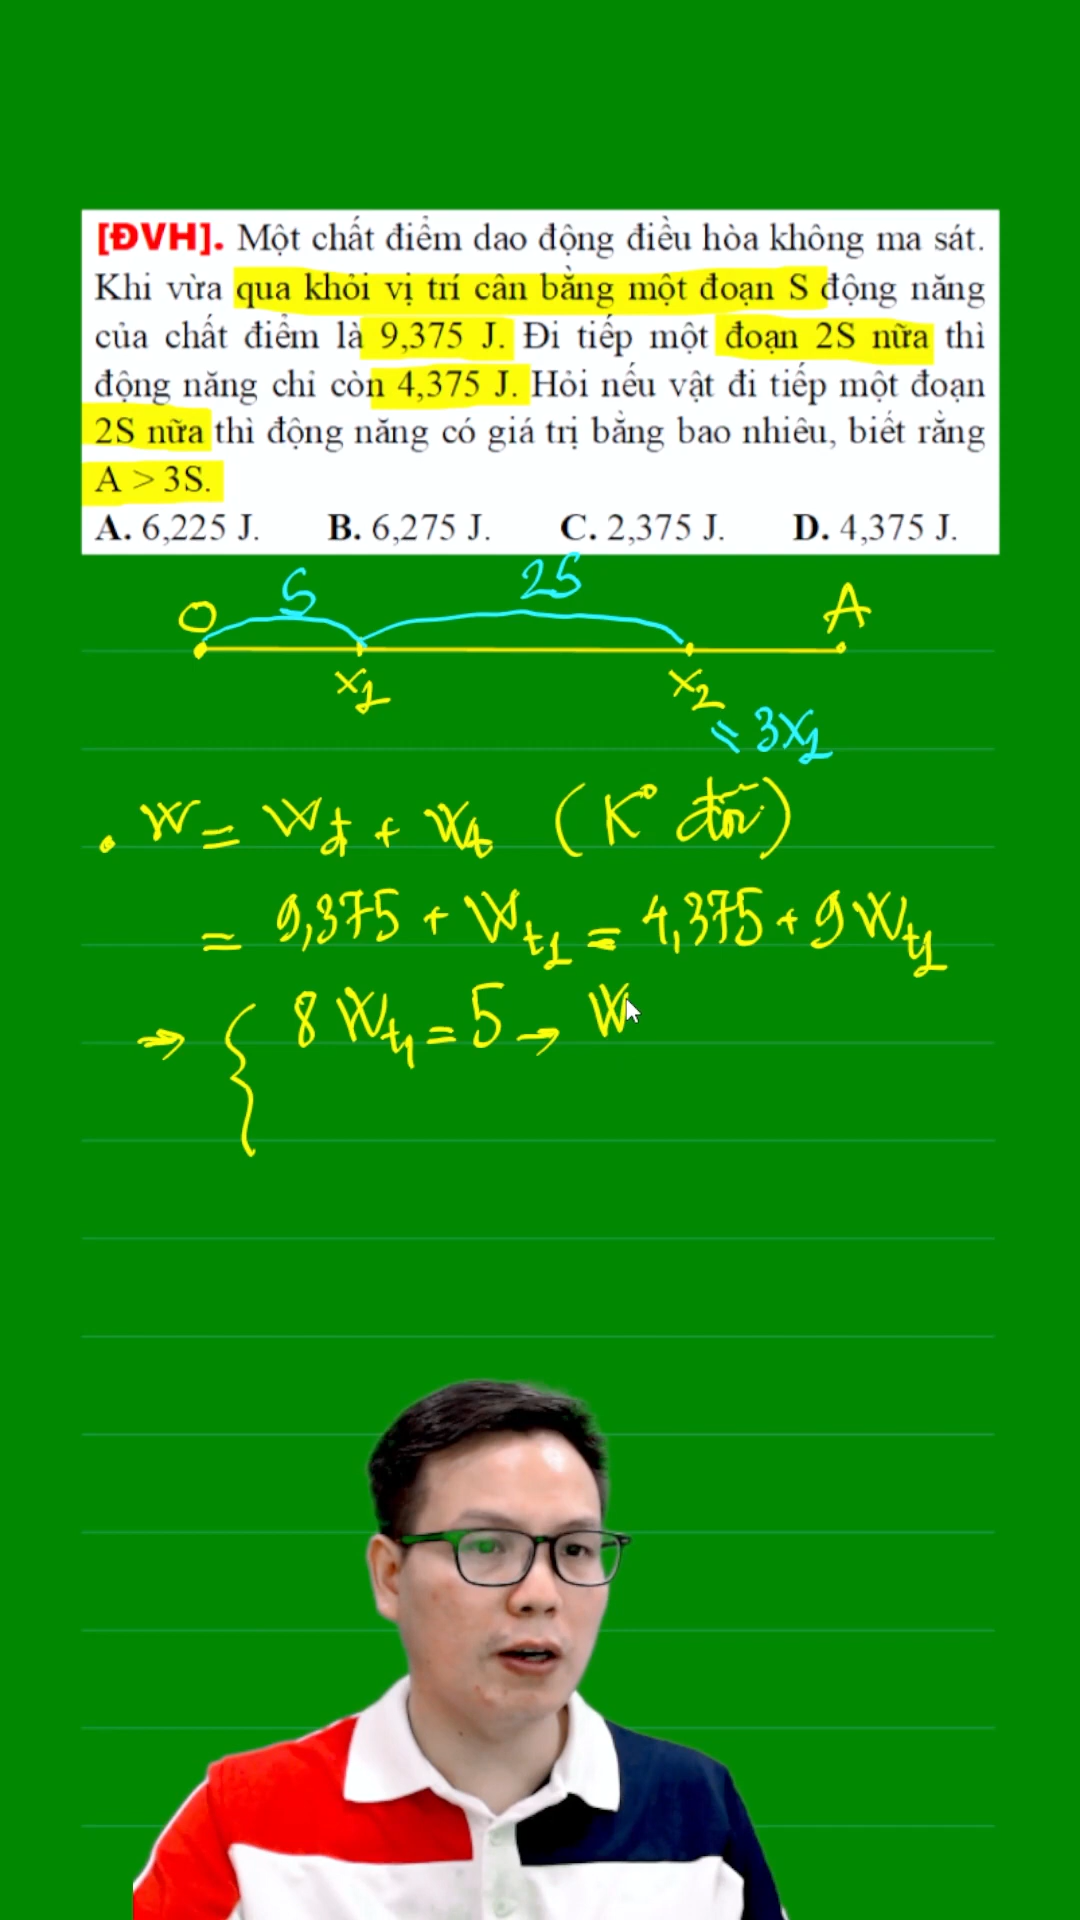 [ĐVH]. Một chất điểm dao động điều hòa không ma sát.
Khi vừa qua khỏi vị trí cân bằng một đoạn S động năng
của chất điểm là 9,375 J. Đi tiếp một đoạn 2S nữa thì
động năng chỉ còn 4,375 J. Hỏi nếu vật đi tiếp một đoạn
2S nữa thì động năng có giá trị bằng bao nhiêu, biết rằng
A > 3S.
A. 6,225 J. B. 6,275 J. C. 2,375 J. D. 4,375 J.
O S 2S A
x₁ x₂
= 3x₁
. W = Wđ + Wt (K° đổi)
= 9,375 + Wt1 = 4,375 + 9Wt1
→ { 8Wt1 = 5 → W